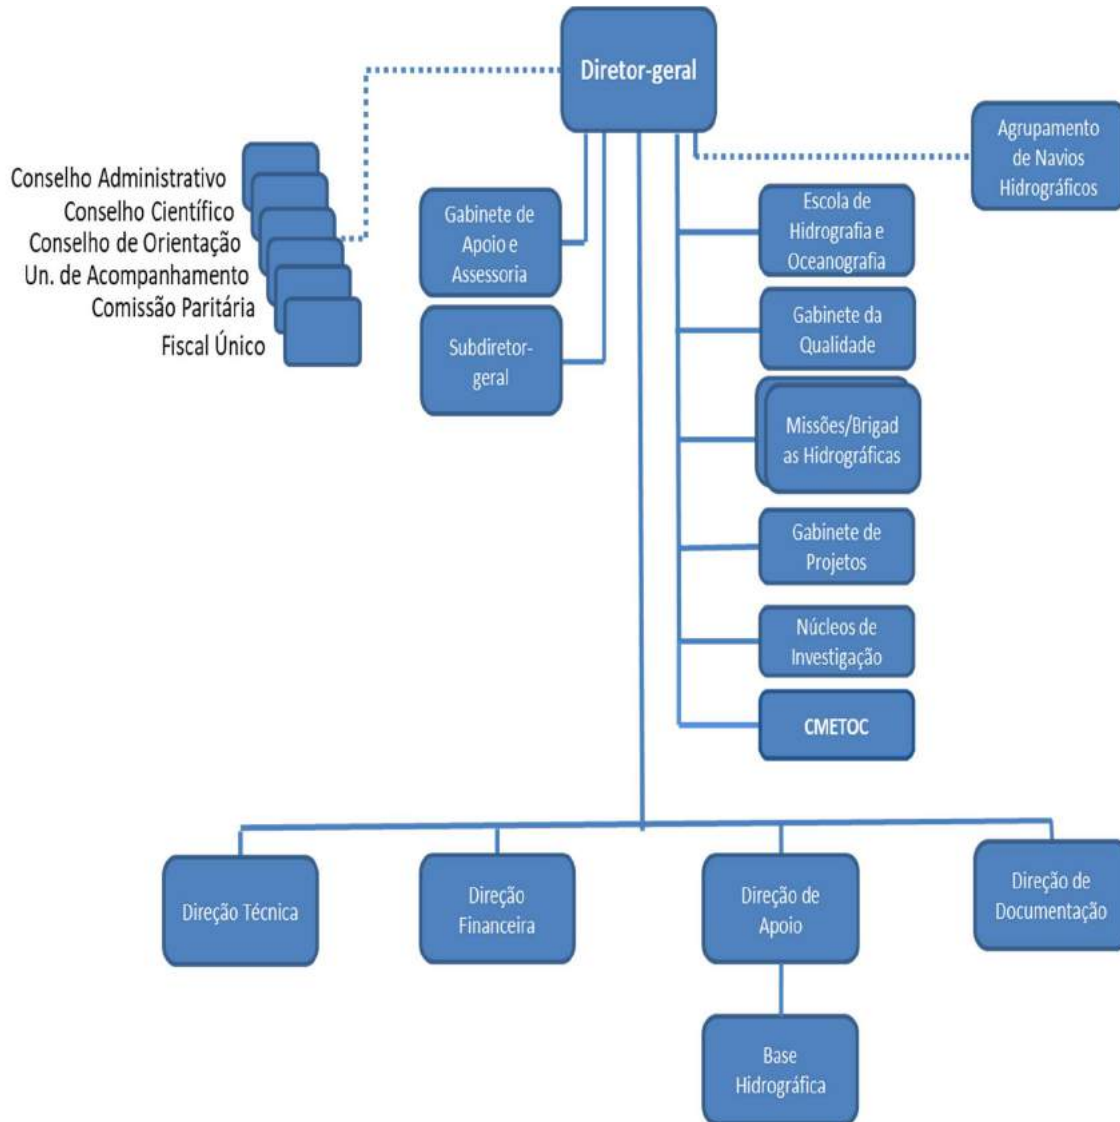 Diretor-geral
Agrupamento
de Navios
Hidrográficos
Conselho Administrativo
Conselho Científico
Conselho de Orientação
Un. de Acompanhamento
Comissão Paritária
Fiscal Único
Gabinete de
Apoio e
Assessoria
Subdiretor-
geral
Escola de
Hidrografia e
Oceanografia
Gabinete da
Qualidade
Missões/Brigad
as Hidrográficas
Gabinete de
Projetos
Núcleos de
Investigação
CMETOC
Direção Técnica
Direção
Financeira
Direção de
Apoio
Direção de
Documentação
Base
Hidrográfica